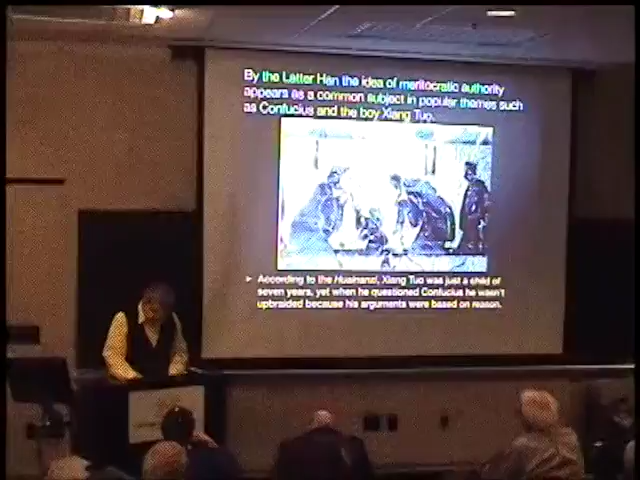 By the Latter Han the idea of meritocratic authority
appears as a common subject in popular themes such
as Confucius and the boy Xiang Tuo.
➤ According to the Huainanzi, Xiang Tuo was just a child of
seven years, yet when he questioned Confucius he wasn't
upbraided because his arguments were based on reason.